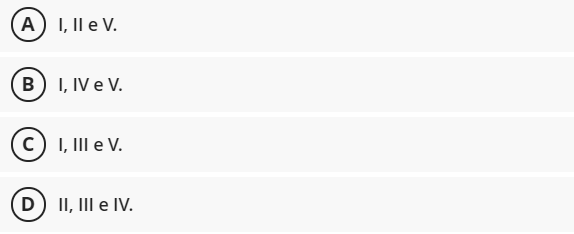 A I, II e V.
B I, IV e V.
C I, III e V.
D II, III e IV.